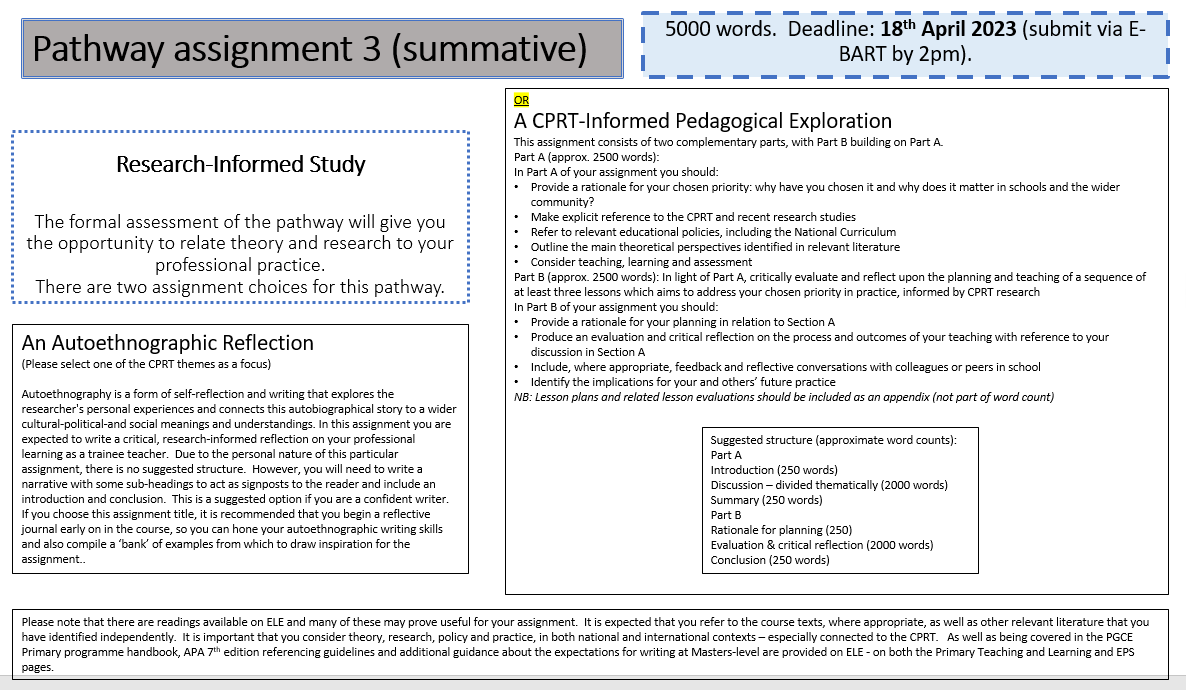 Pathway assignment 3 (summative)
5000 words.  Deadline: 18th April 2023 (submit via E-
BART by 2pm).
Research-Informed Study
The formal assessment of the pathway will give you
the opportunity to relate theory and research to your
professional practice.
There are two assignment choices for this pathway.
An Autoethnographic Reflection
(Please select one of the CPRT themes as a focus)
Autoethnography is a form of self-reflection and writing that explores the
researcher's personal experiences and connects this autobiographical story to a wider
cultural-political-and social meanings and understandings. In this assignment you are
expected to write a critical, research-informed reflection on your professional
learning as a trainee teacher.  Due to the personal nature of this particular
assignment, there is no suggested structure.  However, you will need to write a
narrative with some sub-headings to act as signposts to the reader and include an
introduction and conclusion.  This is a suggested option if you are a confident writer.
If you choose this assignment title, it is recommended that you begin a reflective
journal early on in the course, so you can hone your autoethnographic writing skills
and also compile a ‘bank’ of examples from which to draw inspiration for the
assignment..
OR
A CPRT-Informed Pedagogical Exploration
This assignment consists of two complementary parts, with Part B building on Part A.
Part A (approx. 2500 words):
In Part A of your assignment you should:
• Provide a rationale for your chosen priority: why have you chosen it and why does it matter in schools and the wider
community?
• Make explicit reference to the CPRT and recent research studies
• Refer to relevant educational policies, including the National Curriculum
• Outline the main theoretical perspectives identified in relevant literature
• Consider teaching, learning and assessment
Part B (approx. 2500 words): In light of Part A, critically evaluate and reflect upon the planning and teaching of a sequence of
at least three lessons which aims to address your chosen priority in practice, informed by CPRT research
In Part B of your assignment you should:
• Provide a rationale for your planning in relation to Section A
• Produce an evaluation and critical reflection on the process and outcomes of your teaching with reference to your
discussion in Section A
• Include, where appropriate, feedback and reflective conversations with colleagues or peers in school
• Identify the implications for your and others’ future practice
NB: Lesson plans and related lesson evaluations should be included as an appendix (not part of word count)
Suggested structure (approximate word counts):
Part A
Introduction (250 words)
Discussion – divided thematically (2000 words)
Summary (250 words)
Part B
Rationale for planning (250)
Evaluation & critical reflection (2000 words)
Conclusion (250 words)
Please note that there are readings available on ELE and many of these may prove useful for your assignment.  It is expected that you refer to the course texts, where appropriate, as well as other relevant literature that you
have identified independently.  It is important that you consider theory, research, policy and practice, in both national and international contexts – especially connected to the CPRT.   As well as being covered in the PGCE
Primary programme handbook, APA 7th edition referencing guidelines and additional guidance about the expectations for writing at Masters-level are provided on ELE - on both the Primary Teaching and Learning and EPS
pages.